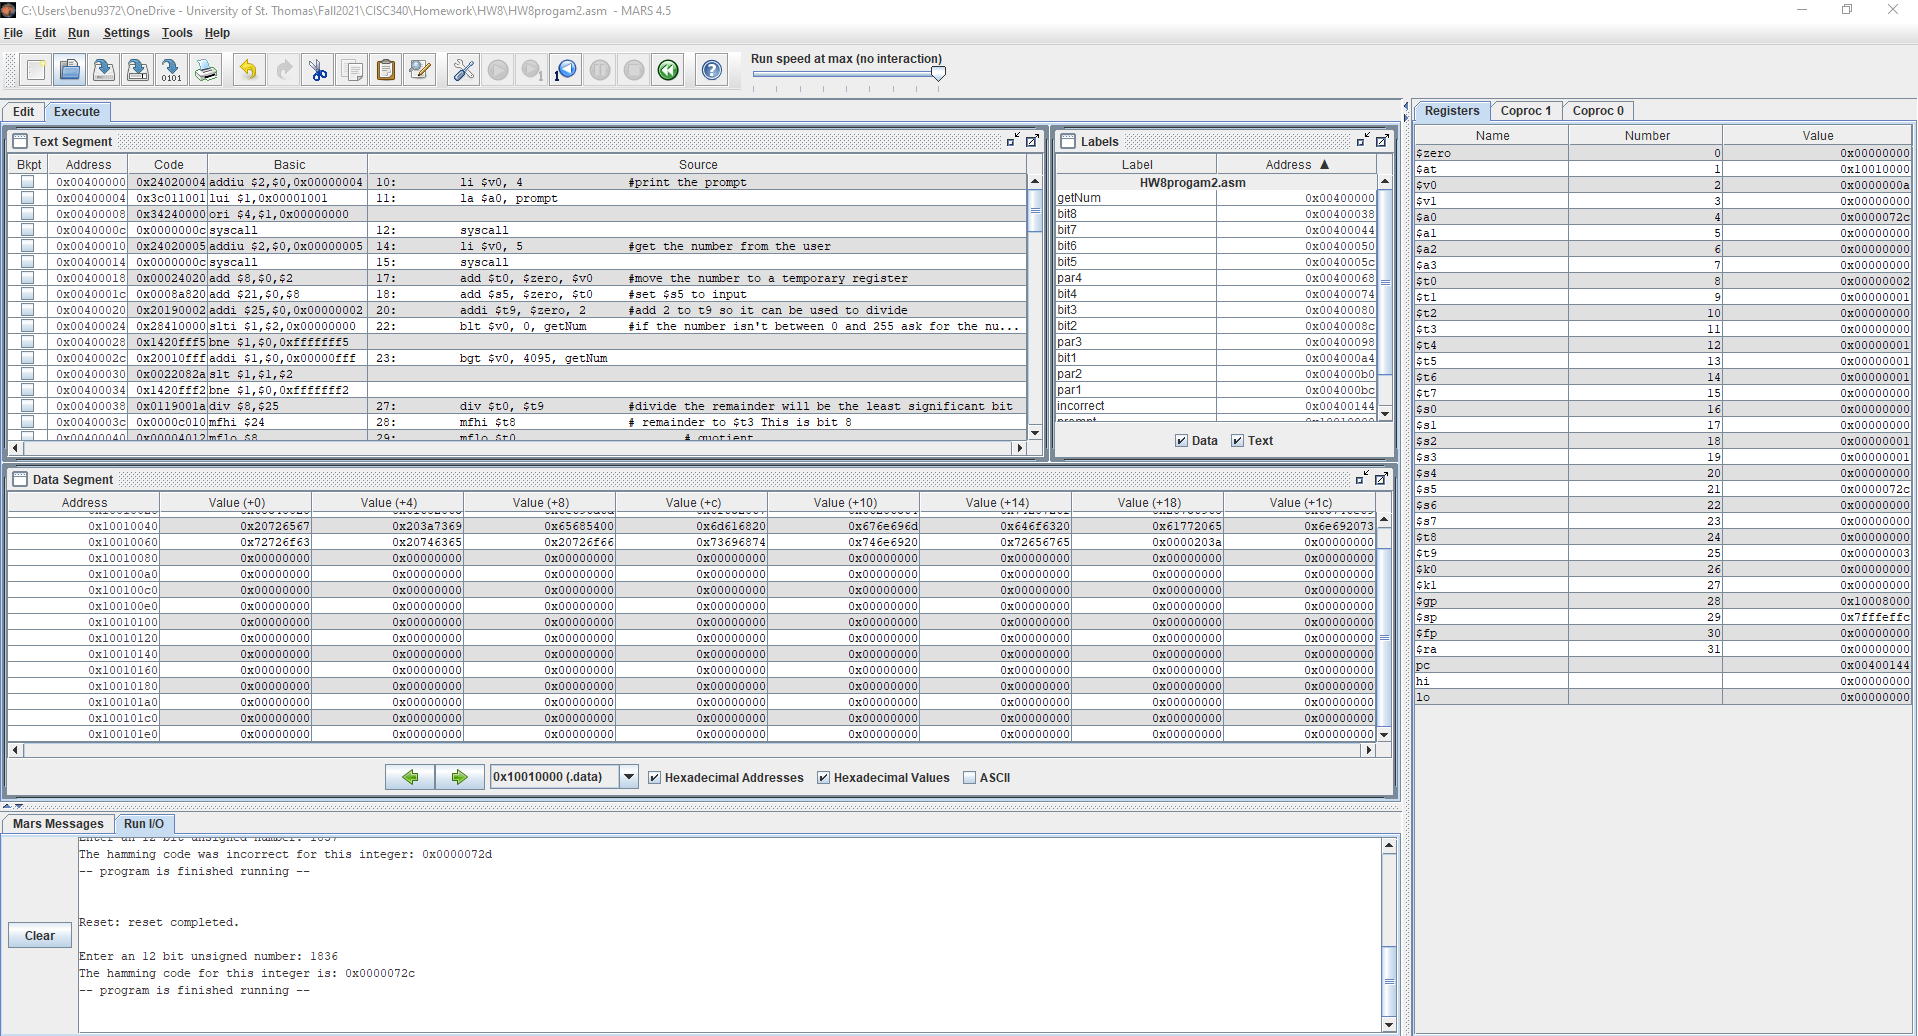 C:\Users\benu9372\OneDrive - University of St. Thomas\Fall2021\CISC340\Homework\HW8\HW8progam2.asm - MARS 4.5
File Edit Run Settings Tools Help
Run speed at max (no interaction)
Edit Execute
Text Segment
Bkpt Address Code Basic Source
0x00400000 0x24020004 addiu $2,$0,0x00000004 10: li $v0, 4 #print the prompt
0x00400004 0x3c011001 lui $1,0x00001001 11: la $a0, prompt
0x00400008 0x34240000 ori $4,$1,0x00000000
0x0040000c 0x0000000c syscall 12: syscall
0x00400010 0x24020005 addiu $2,$0,0x00000005 14: li $v0, 5 #get the number from the user
0x00400014 0x0000000c syscall 15: syscall
0x00400018 0x00024020 add $8,$0,$2 17: add $t0, $zero, $v0 #move the number to a temporary register
0x0040001c 0x0008a820 add $21,$0,$8 18: add $s5, $zero, $t0 #set $s5 to input
0x00400020 0x20190002 addi $25,$0,0x00000002 20: addi $t9, $zero, 2 #add 2 to t9 so it can be used to divide
0x00400024 0x28410000 slti $1,$2,0x00000000 22: blt $v0, 0, getNum #if the number isn't between 0 and 255 ask for the nu...
0x00400028 0x1420fff5 bne $1,$0,0xfffffff5
0x0040002c 0x20010fff addi $1,$0,0x00000fff 23: bgt $v0, 4095, getNum
0x00400030 0x0022082a slt $1,$1,$2
0x00400034 0x1420fff2 bne $1,$0,0xfffffff2
0x00400038 0x0119001a div $8,$25 27: div $t0, $t9 #divide the remainder will be the least significant bit
0x0040003c 0x0000c010 mfhi $24 28: mfhi $t8 # remainder to $t3 This is bit 8
0x00400040 0x00004012 mflo $8 29: mflo $t0 # quotient
Labels
Label Address ▲
HW8progam2.asm
getNum 0x00400000
bit8 0x00400038
bit7 0x00400044
bit6 0x00400050
bit5 0x0040005c
par4 0x00400068
bit4 0x00400074
bit3 0x00400080
bit2 0x0040008c
par3 0x00400098
bit1 0x004000a4
par2 0x004000b0
par1 0x004000bc
incorrect 0x00400144
Data Text
Data Segment
Address Value (+0) Value (+4) Value (+8) Value (+c) Value (+10) Value (+14) Value (+18) Value (+1c)
0x10010040 0x20726567 0x203a7369 0x65685400 0x6d616820 0x676e696d 0x646f6320 0x61772065 0x6e692073
0x10010060 0x72726f63 0x20746365 0x20726f66 0x73696874 0x746e6920 0x72656765 0x0000203a 0x00000000
0x10010080 0x00000000 0x00000000 0x00000000 0x00000000 0x00000000 0x00000000 0x00000000 0x00000000
0x100100a0 0x00000000 0x00000000 0x00000000 0x00000000 0x00000000 0x00000000 0x00000000 0x00000000
0x100100c0 0x00000000 0x00000000 0x00000000 0x00000000 0x00000000 0x00000000 0x00000000 0x00000000
0x100100e0 0x00000000 0x00000000 0x00000000 0x00000000 0x00000000 0x00000000 0x00000000 0x00000000
0x10010100 0x00000000 0x00000000 0x00000000 0x00000000 0x00000000 0x00000000 0x00000000 0x00000000
0x10010120 0x00000000 0x00000000 0x00000000 0x00000000 0x00000000 0x00000000 0x00000000 0x00000000
0x10010140 0x00000000 0x00000000 0x00000000 0x00000000 0x00000000 0x00000000 0x00000000 0x00000000
0x10010160 0x00000000 0x00000000 0x00000000 0x00000000 0x00000000 0x00000000 0x00000000 0x00000000
0x10010180 0x00000000 0x00000000 0x00000000 0x00000000 0x00000000 0x00000000 0x00000000 0x00000000
0x100101a0 0x00000000 0x00000000 0x00000000 0x00000000 0x00000000 0x00000000 0x00000000 0x00000000
0x100101c0 0x00000000 0x00000000 0x00000000 0x00000000 0x00000000 0x00000000 0x00000000 0x00000000
0x100101e0 0x00000000 0x00000000 0x00000000 0x00000000 0x00000000 0x00000000 0x00000000 0x00000000
0x10010000 (.data) Hexadecimal Addresses Hexadecimal Values ASCII
Mars Messages Run I/O
Clear
Enter an 12 bit unsigned number: 1837
The hamming code was incorrect for this integer: 0x0000072d
-- program is finished running --
Reset: reset completed.
Enter an 12 bit unsigned number: 1836
The hamming code for this integer is: 0x0000072c
-- program is finished running --
Registers Coproc 1 Coproc 0
Name Number Value
$zero 0 0x00000000
$at 1 0x10010000
$v0 2 0x0000000a
$v1 3 0x00000000
$a0 4 0x0000072c
$a1 5 0x00000000
$a2 6 0x00000000
$a3 7 0x00000000
$t0 8 0x00000002
$t1 9 0x00000001
$t2 10 0x00000000
$t3 11 0x00000000
$t4 12 0x00000001
$t5 13 0x00000001
$t6 14 0x00000001
$t7 15 0x00000000
$s0 16 0x00000000
$s1 17 0x00000000
$s2 18 0x00000001
$s3 19 0x00000001
$s4 20 0x00000000
$s5 21 0x0000072c
$s6 22 0x00000000
$s7 23 0x00000000
$t8 24 0x00000000
$t9 25 0x00000003
$k0 26 0x00000000
$k1 27 0x00000000
$gp 28 0x10008000
$sp 29 0x7fffeffc
$fp 30 0x00000000
$ra 31 0x00000000
pc 0x00400144
hi 0x00000000
lo 0x00000000